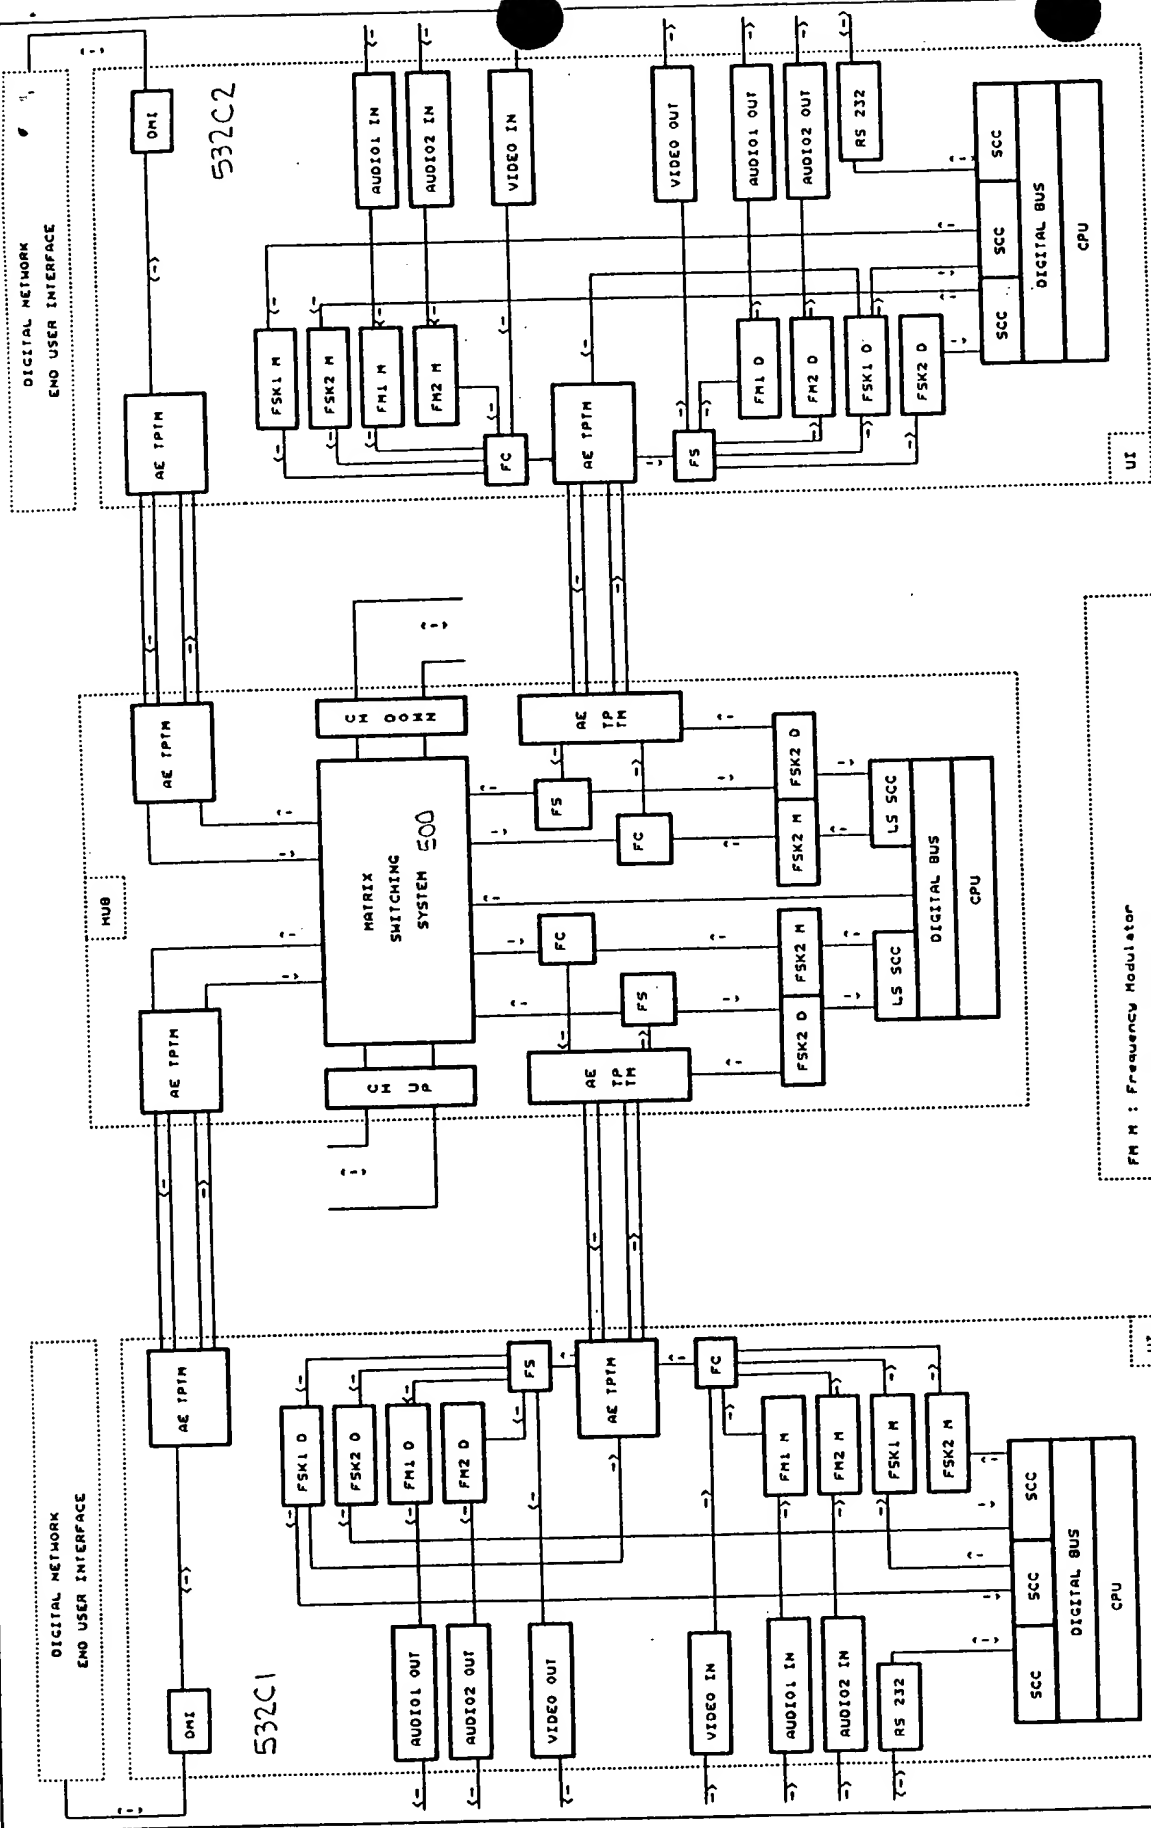 DIGITAL NETWORK
END USER INTERFACE
DMI
532C1
AE TPTM
FSK1 D
FSK2 D
FM1 D
FM2 D
AUDIO1 OUT
AUDIO2 OUT
VIDEO OUT
FS
AE TPTM
FC
VIDEO IN
AUDIO1 IN
AUDIO2 IN
RS 232
FM1 M
FM2 M
FSK1 M
FSK2 M
SCC
SCC
SCC
DIGITAL BUS
CPU
HUB
AE TPTM
AE TPTM
CH UP
MATRIX
SWITCHING
SYSTEM 500
CH DOWN
AE
TP
TM
FS
FC
FC
FS
AE
TP
TM
FSK2 D
FSK2 M
FSK2 M
FSK2 D
LS SCC
LS SCC
DIGITAL BUS
CPU
DIGITAL NETWORK
END USER INTERFACE
DMI
532C2
AE TPTM
FSK1 M
FSK2 M
FM1 M
FM2 M
AUDIO1 IN
AUDIO2 IN
VIDEO IN
FC
AE TPTM
FS
VIDEO OUT
AUDIO1 OUT
AUDIO2 OUT
RS 232
FM1 D
FM2 D
FSK1 D
FSK2 D
SCC
SCC
SCC
DIGITAL BUS
CPU
UI
FM M : Frequency Modulator